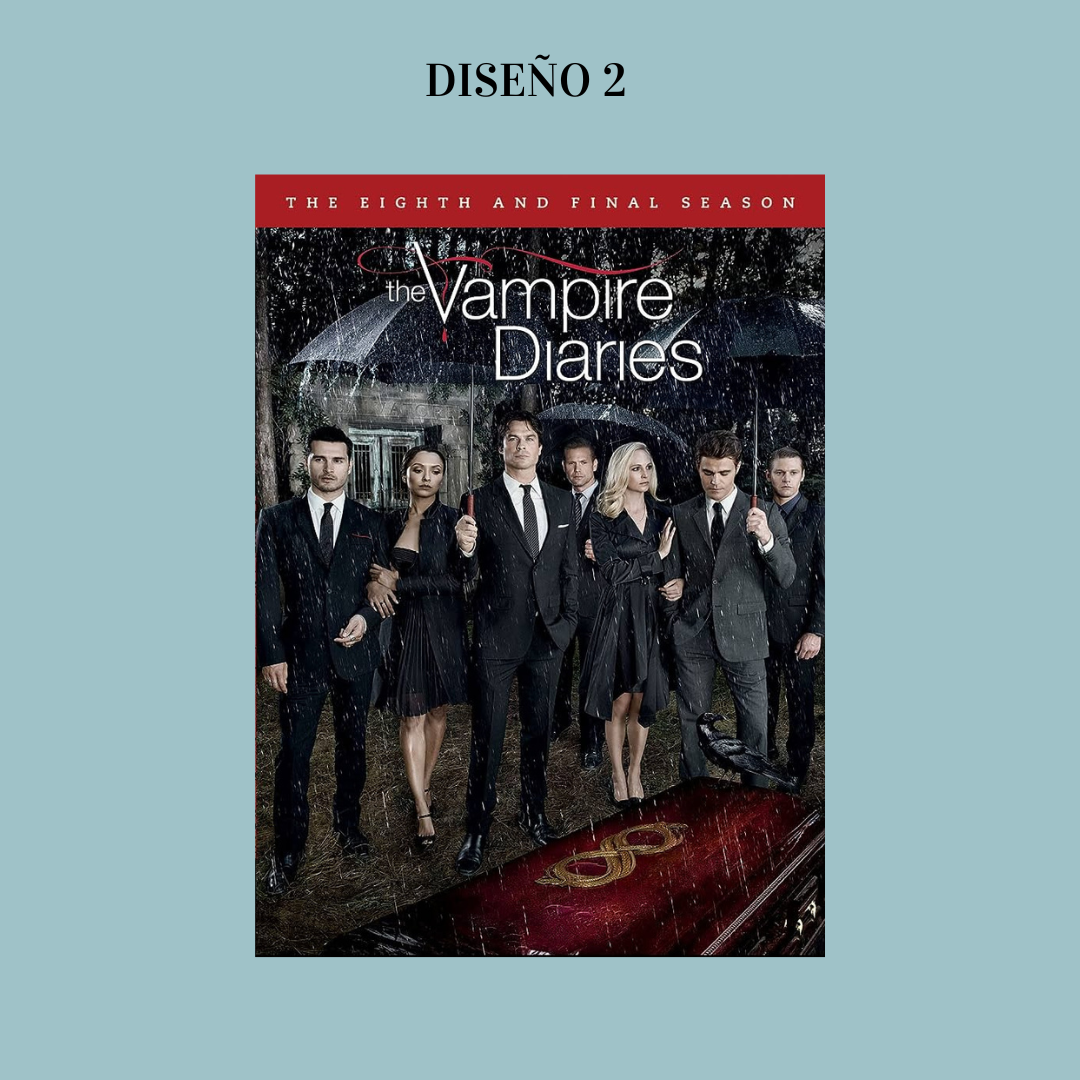 DISEÑO 2
THE EIGHTH AND FINAL SEASON
the Vampire
Diaries